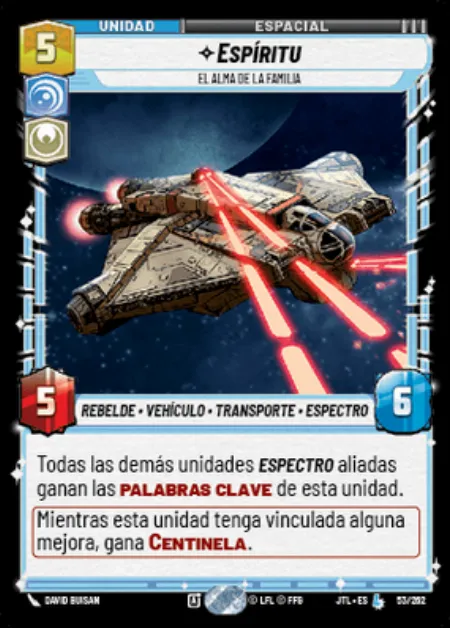 UNIDAD
ESPACIAL
5
ESPÍRITU
EL ALMA DE LA FAMILIA
5
6
REBELDE • VEHÍCULO • TRANSPORTE • ESPECTRO
Todas las demás unidades ESPECTRO aliadas
ganan las PALABRAS CLAVE de esta unidad.
Mientras esta unidad tenga vinculada alguna
mejora, gana CENTINELA.
DAVID BUISAN
A
© LFL © FFG
JTL • ES
L
53/262